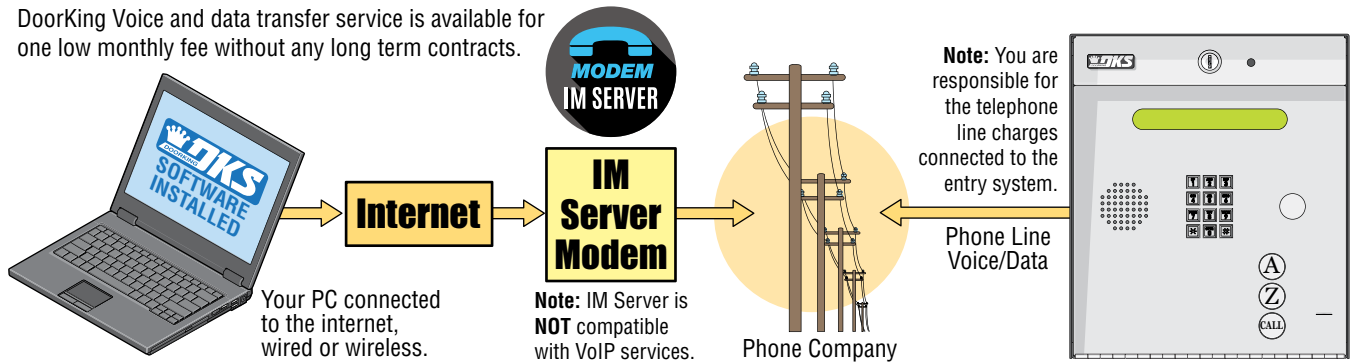 DoorKing Voice and data transfer service is available for
one low monthly fee without any long term contracts.
DKS
DOORKING
SOFTWARE
INSTALLED
Your PC connected
to the internet,
wired or wireless.
Internet
MODEM
IM SERVER
IM
Server
Modem
Note: IM Server is
NOT compatible
with VoIP services.
Phone Company
Note: You are
responsible for
the telephone
line charges
connected to the
entry system.
Phone Line
Voice/Data
DKS
A
Z
CALL